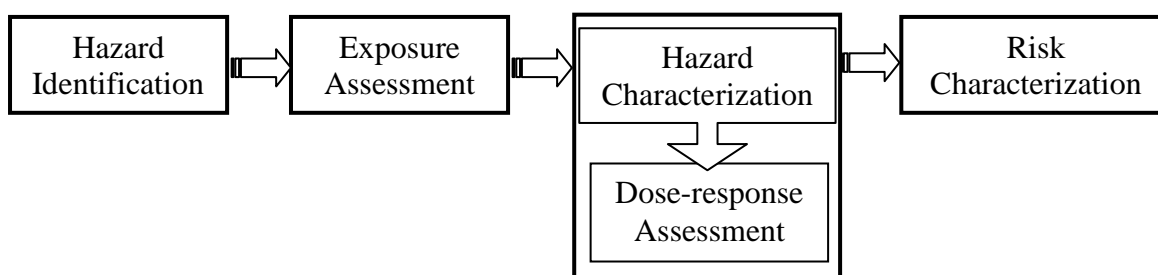 Hazard
Identification
Exposure
Assessment
Hazard
Characterization
Dose-response
Assessment
Risk
Characterization